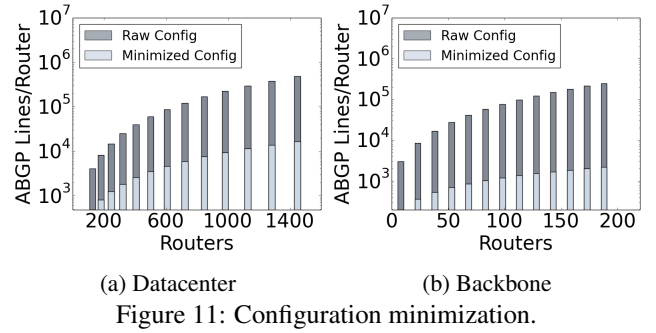 10^7
10^6
10^5
10^4
10^3
ABGP Lines/Router
Raw Config
Minimized Config
200 600 1000 1400
Routers
(a) Datacenter
10^7
10^6
10^5
10^4
10^3
ABGP Lines/Router
Raw Config
Minimized Config
0 50 100 150 200
Routers
(b) Backbone
Figure 11: Configuration minimization.